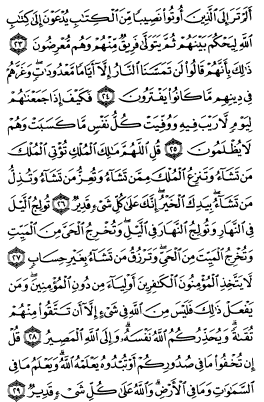 أَلَمْ تَرَ إِلَى ٱلَّذِينَ أُوتُوا۟ نَصِيبًا مِّنَ ٱلْكِتَٰبِ يُدْعَوْنَ إِلَىٰ كِتَٰبِ
ٱللَّهِ لِيَحْكُمَ بَيْنَهُمْ ثُمَّ يَتَوَلَّىٰ فَرِيقٌ مِّنْهُمْ وَهُم مُّعْرِضُونَ ٢٣
ذَٰلِكَ بِأَنَّهُمْ قَالُوا۟ لَن تَمَسَّنَا ٱلنَّارُ إِلَّآ أَيَّامًا مَّعْدُودَٰتٍ ۖ وَغَرَّهُمْ
فِى دِينِهِم مَّا كَانُوا۟ يَفْتَرُونَ ٢٤ فَكَيْفَ إِذَا جَمَعْنَٰهُمْ
لِيَوْمٍ لَّا رَيْبَ فِيهِ وَوُفِّيَتْ كُلُّ نَفْسٍ مَّا كَسَبَتْ وَهُمْ
لَا يُظْلَمُونَ ٢٥ قُلِ ٱللَّهُمَّ مَٰلِكَ ٱلْمُلْكِ تُؤْتِى ٱلْمُلْكَ
مَن تَشَآءُ وَتَنزِعُ ٱلْمُلْكَ مِمَّن تَشَآءُ وَتُعِزُّ مَن تَشَآءُ وَتُذِلُّ
مَن تَشَآءُ ۖ بِيَدِكَ ٱلْخَيْرُ ۖ إِنَّكَ عَلَىٰ كُلِّ شَىْءٍ قَدِيرٌ ٢٦ تُولِجُ ٱلَّيْلَ
فِى ٱلنَّهَارِ وَتُولِجُ ٱلنَّهَارَ فِى ٱلَّيْلِ ۖ وَتُخْرِجُ ٱلْحَىَّ مِنَ ٱلْمَيِّتِ
وَتُخْرِجُ ٱلْمَيِّتَ مِنَ ٱلْحَىِّ ۖ وَتَرْزُقُ مَن تَشَآءُ بِغَيْرِ حِسَابٍ
٢٧
لَّا يَتَّخِذِ ٱلْمُؤْمِنُونَ ٱلْكَٰفِرِينَ أَوْلِيَآءَ مِن دُونِ ٱلْمُؤْمِنِينَ ۖ وَمَن
يَفْعَلْ ذَٰلِكَ فَلَيْسَ مِنَ ٱللَّهِ فِى شَىْءٍ إِلَّآ أَن تَتَّقُوا۟ مِنْهُمْ
تُقَىٰةً ۗ وَيُحَذِّرُكُمُ ٱللَّهُ نَفْسَهُۥ ۗ وَإِلَى ٱللَّهِ ٱلْمَصِيرُ ٢٨ قُلْ
إِن تُخْفُوا۟ مَا فِى صُدُورِكُمْ أَوْ تُبْدُوهُ يَعْلَمْهُ ٱللَّهُ ۗ وَيَعْلَمُ مَا فِى
ٱلسَّمَٰوَٰتِ وَمَا فِى ٱلْأَرْضِ ۗ وَٱللَّهُ عَلَىٰ كُلِّ شَىْءٍ قَدِيرٌ ٢٩